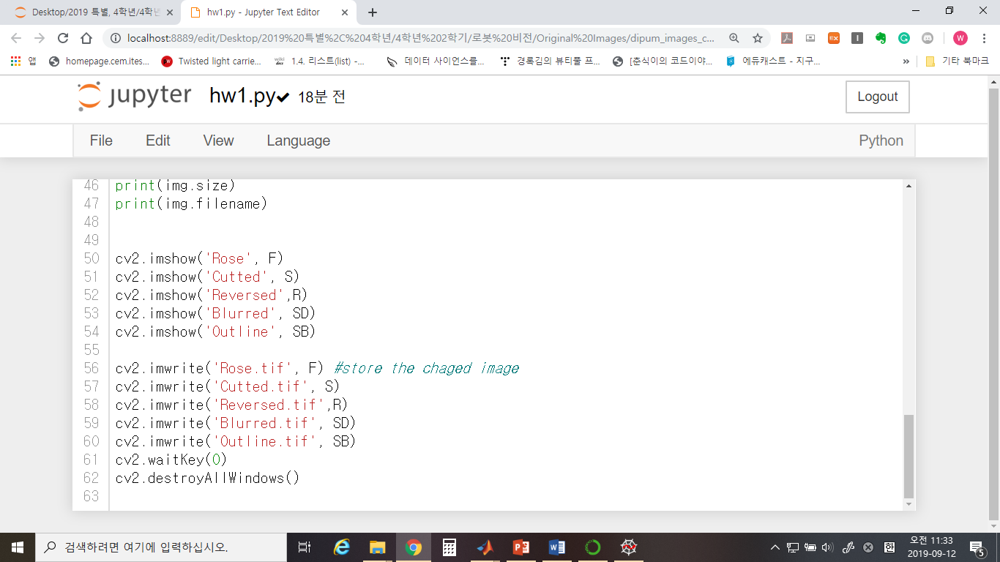 Desktop/2019 특별, 4학년/4학년
hw1.py - Jupyter Text Editor
localhost:8889/edit/Desktop/2019%20특별%2C%204학년/4학년%202학기/로봇%20비전/Original%20Images/dipum_images_c...
앱 homepage.cem.ites... Twisted light carrie... wiki 1.4. 리스트(list) -... 데이터 사이언스를... 경록김의 뷰티풀 프... [춘식이의 코드이야... 에듀캐스트 - 지구... » 기타 북마크
jupyter hw1.py 18분 전 Logout
File Edit View Language Python
46 print(img.size)
47 print(img.filename)
48
49
50 cv2.imshow('Rose', F)
51 cv2.imshow('Cutted', S)
52 cv2.imshow('Reversed',R)
53 cv2.imshow('Blurred', SD)
54 cv2.imshow('Outline', SB)
55
56 cv2.imwrite('Rose.tif', F) #store the chaged image
57 cv2.imwrite('Cutted.tif', S)
58 cv2.imwrite('Reversed.tif',R)
59 cv2.imwrite('Blurred.tif', SD)
60 cv2.imwrite('Outline.tif', SB)
61 cv2.waitKey(0)
62 cv2.destroyAllWindows()
63
검색하려면 여기에 입력하십시오.
한
오전 11:33
2019-09-12
5